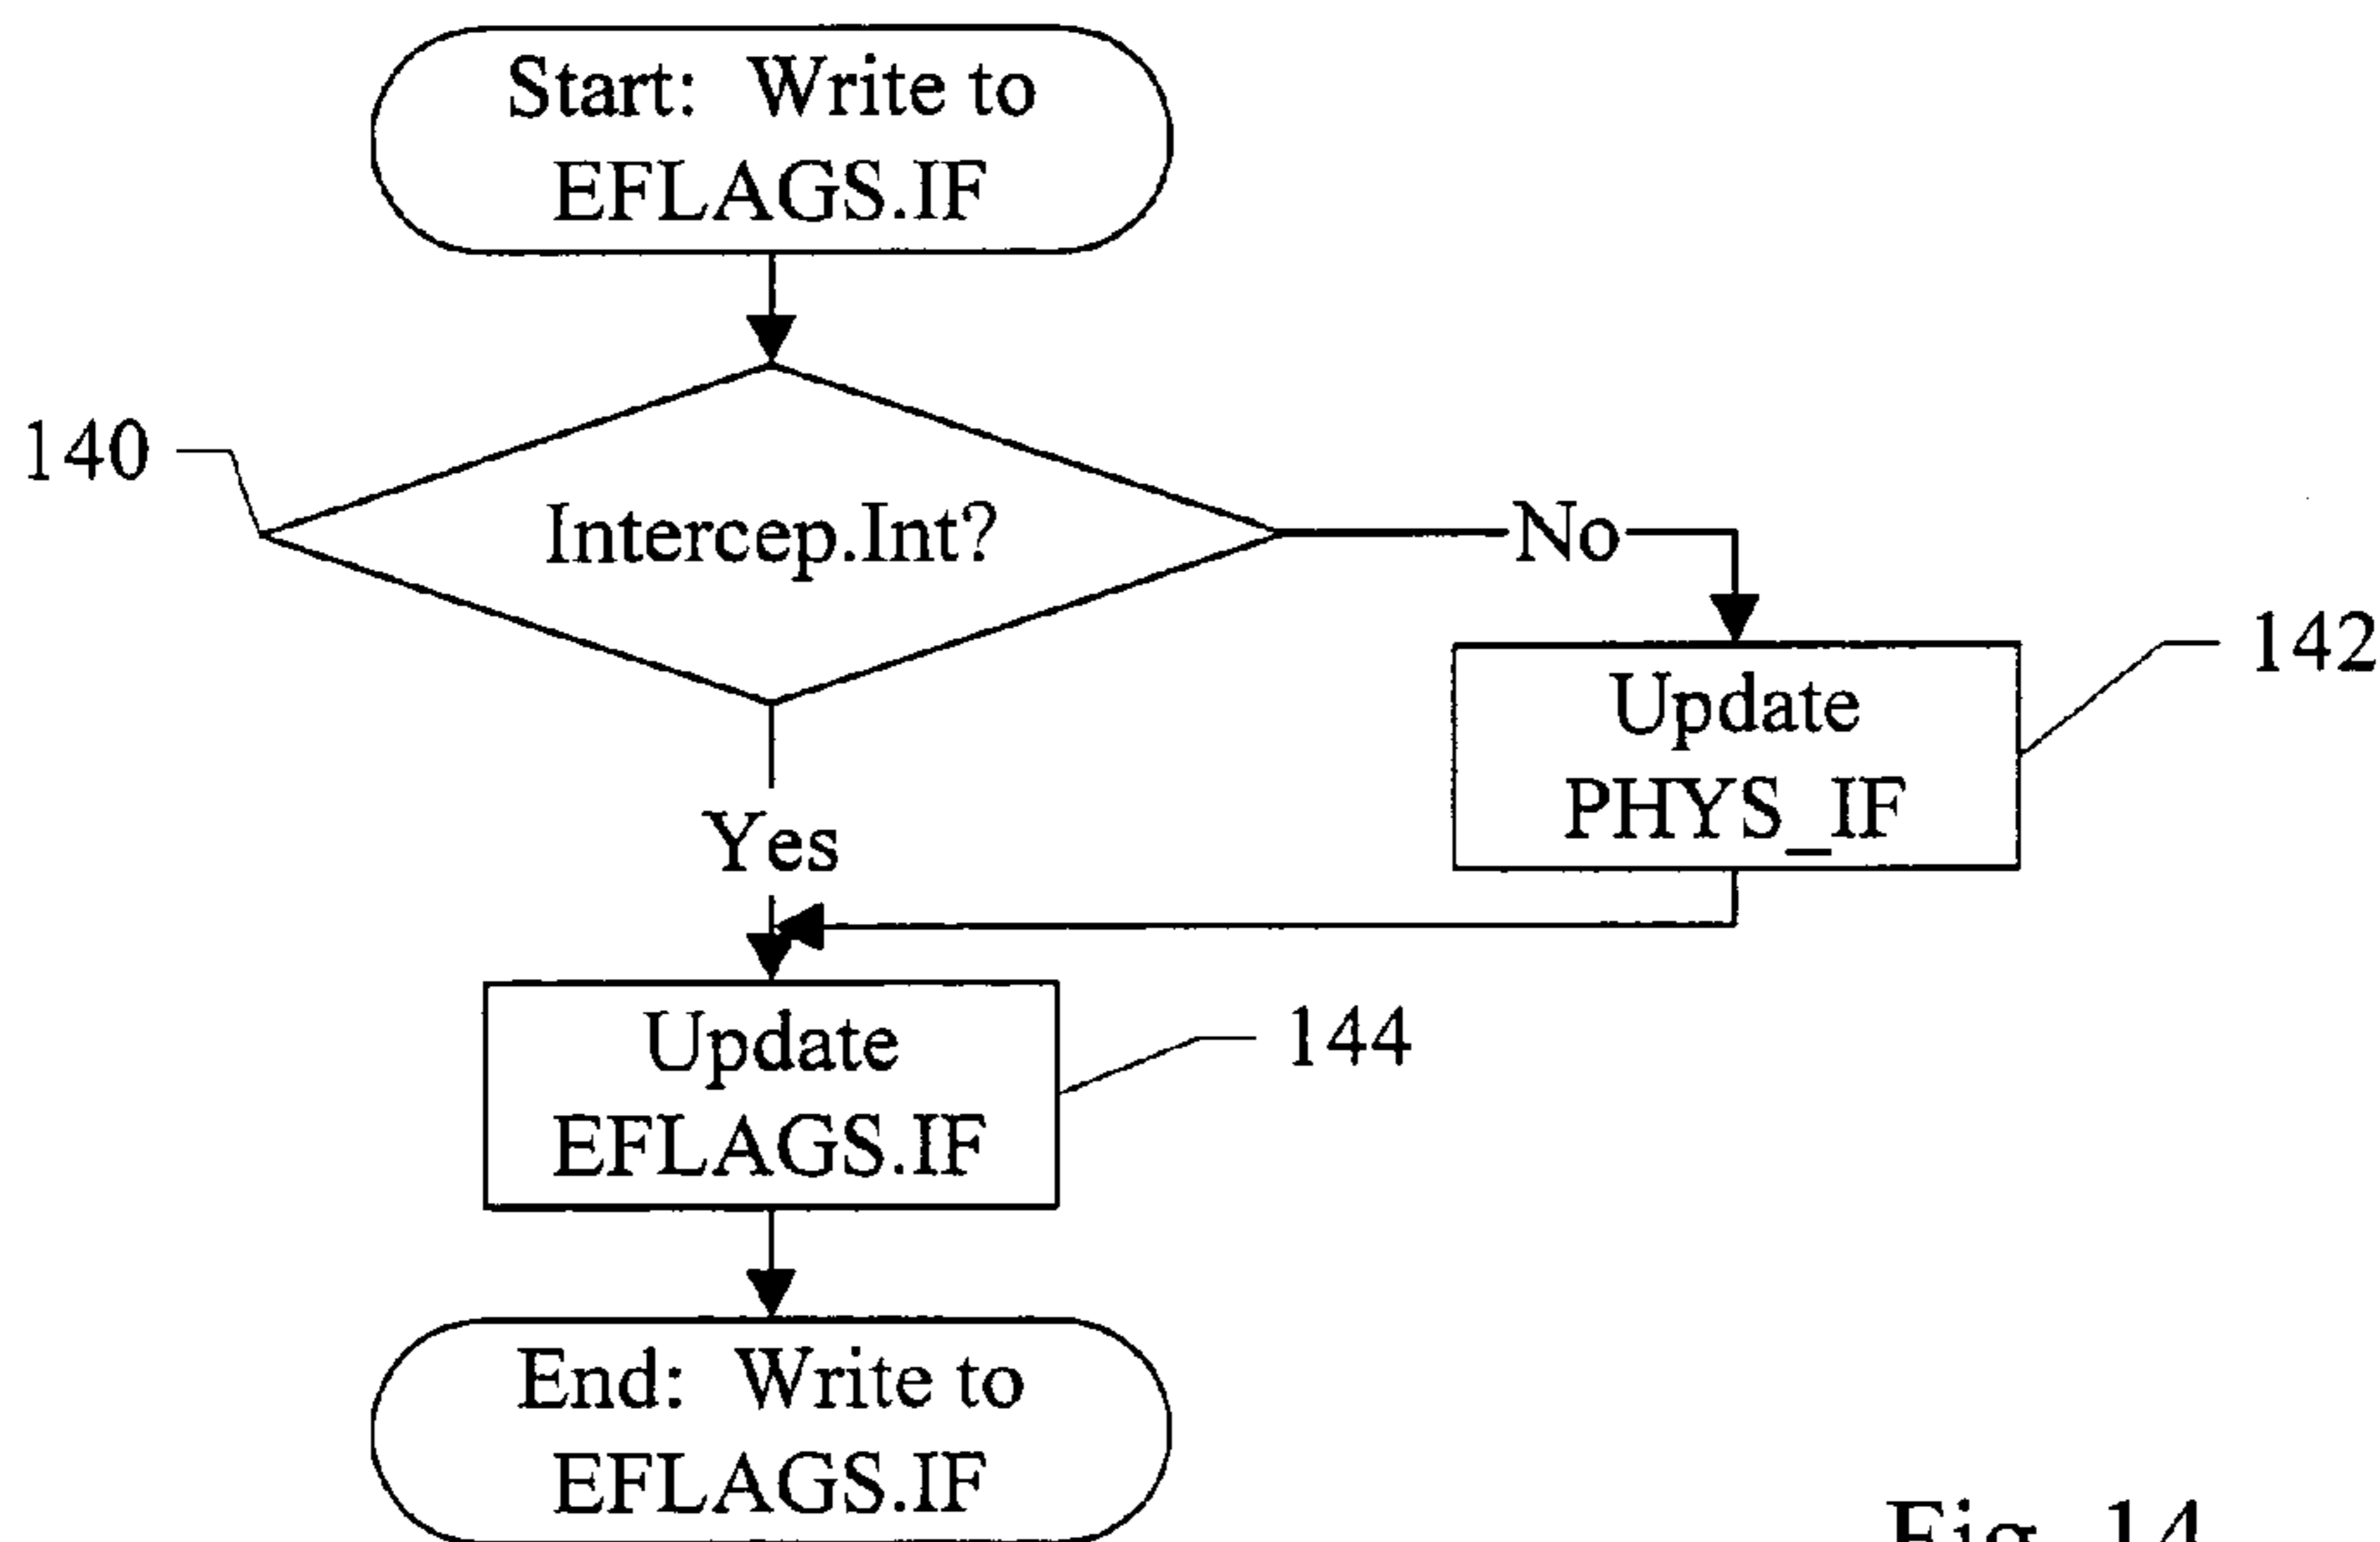 Start: Write to
EFLAGS.IF
140
Intercep.Int?
No
142
Update
PHYS_IF
Yes
Update
EFLAGS.IF
144
End: Write to
EFLAGS.IF
Fig. 14